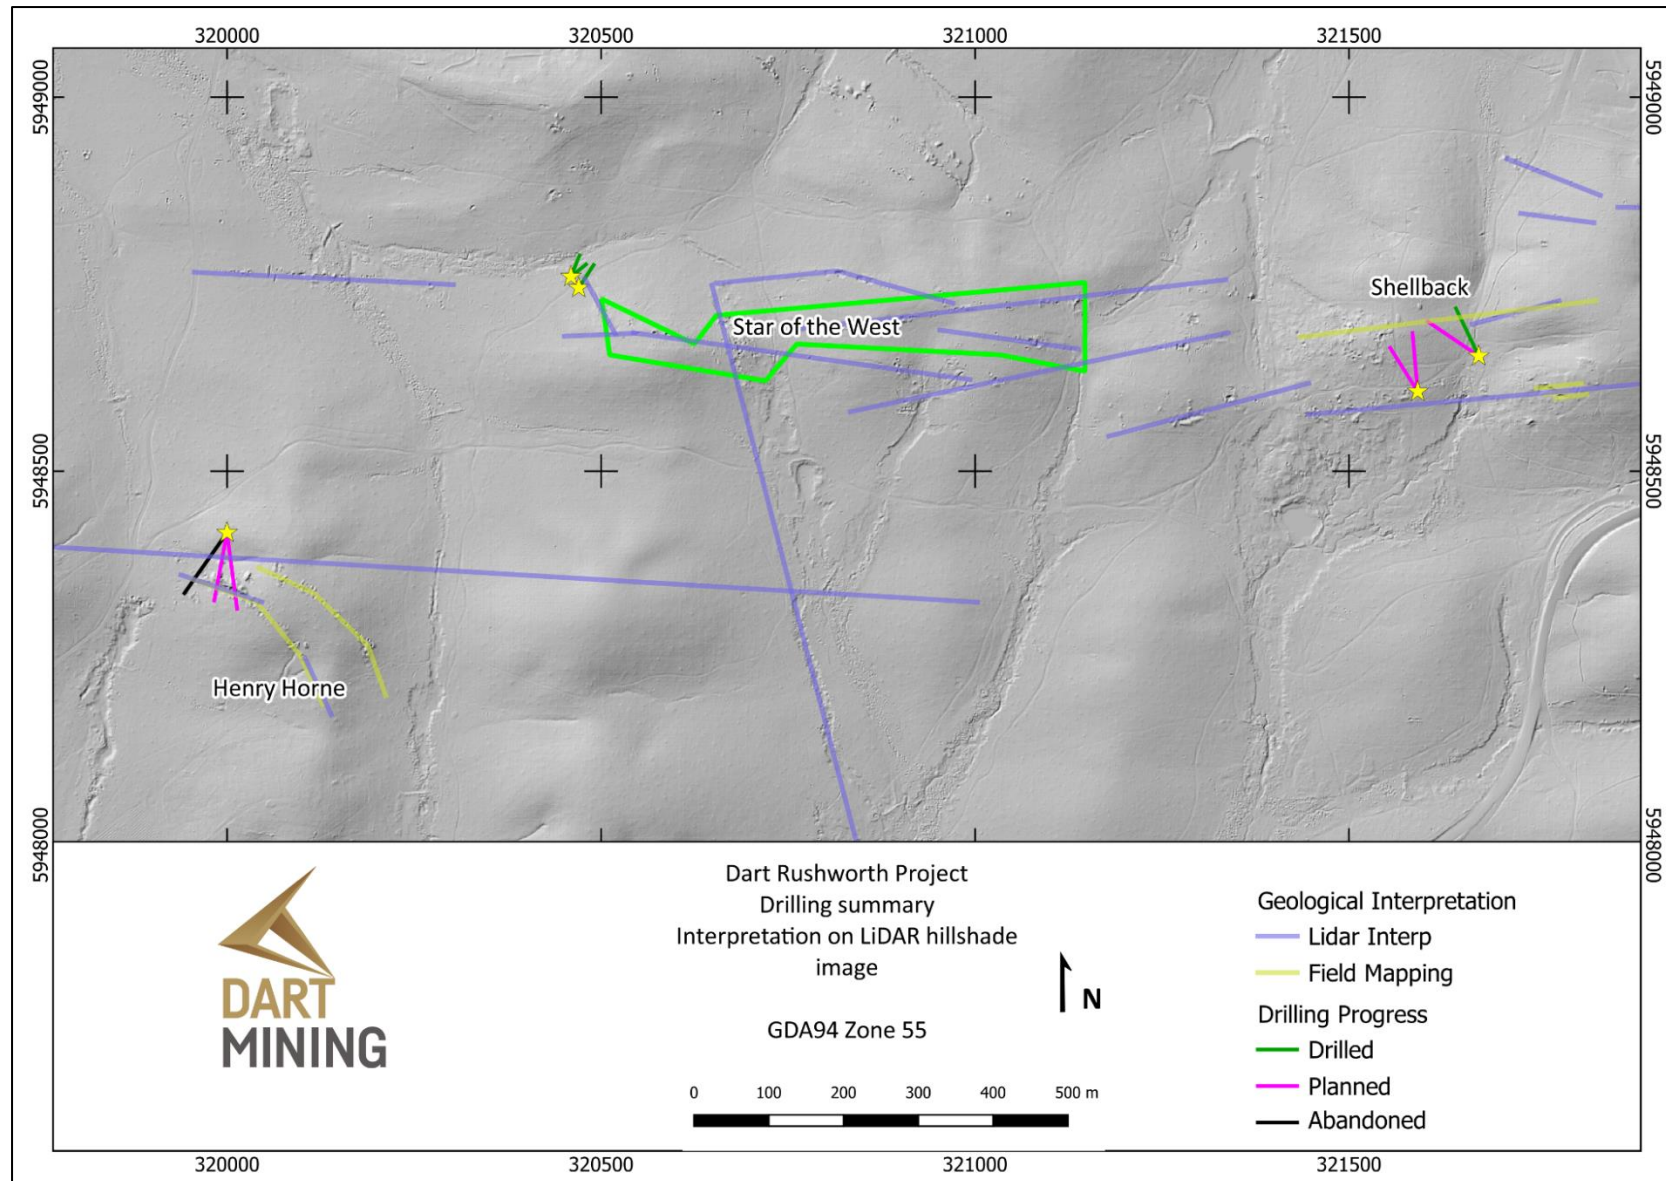 320000
320500
321000
321500
5949000
5949000
Shellback
Star of the West
5948500
5948500
Henry Horne
5948000
5948000
DART
MINING
Dart Rushworth Project
Drilling summary
Interpretation on LiDAR hillshade
image
N
GDA94 Zone 55
0 100 200 300 400 500 m
Geological Interpretation
Lidar Interp
Field Mapping
Drilling Progress
Drilled
Planned
Abandoned
320000
320500
321000
321500